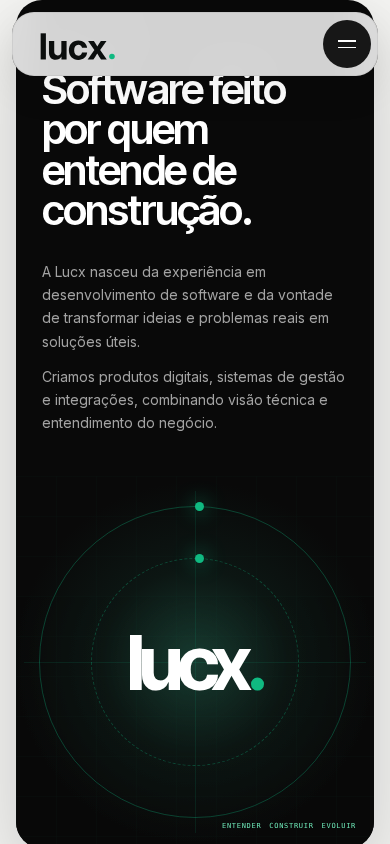 lucx.
Software feito
por quem
entende de
construção.
A Lucx nasceu da experiência em
desenvolvimento de software e da vontade
de transformar ideias e problemas reais em
soluções úteis.
Criamos produtos digitais, sistemas de gestão
e integrações, combinando visão técnica e
entendimento do negócio.
lucx.
ENTENDER CONSTRUIR EVOLUIR